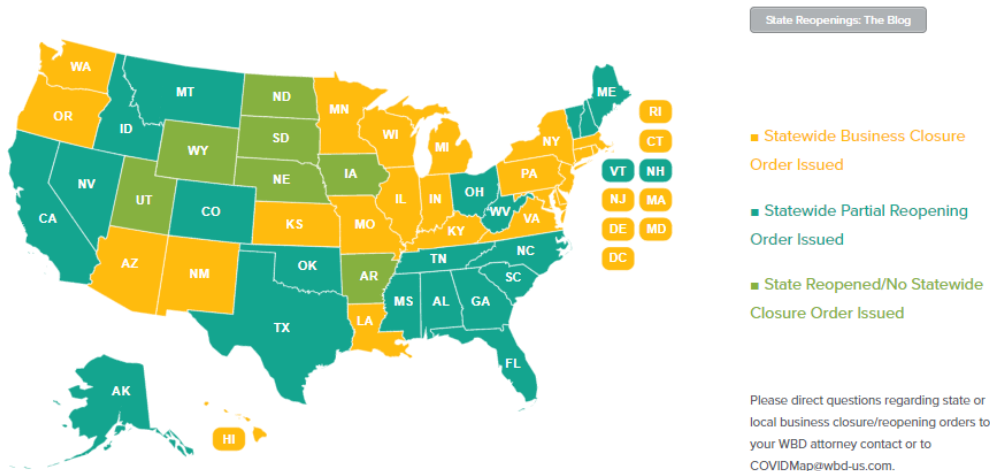 State Reopenings: The Blog
WA
MT
ND
MN
ME
OR
ID
SD
WI
MI
NY
RI
WY
CT
NV
UT
NE
IA
IL
IN
OH
PA
VT
NH
CA
CO
KS
MO
KY
WV
VA
NJ
MA
AZ
NM
OK
AR
TN
NC
DE
MD
TX
LA
MS
AL
GA
SC
DC
FL
AK
HI
Statewide Business Closure
Order Issued
Statewide Partial Reopening
Order Issued
State Reopened/No Statewide
Closure Order Issued
Please direct questions regarding state or
local business closure/reopening orders to
your WBD attorney contact or to
COVIDMap@wbd-us.com.